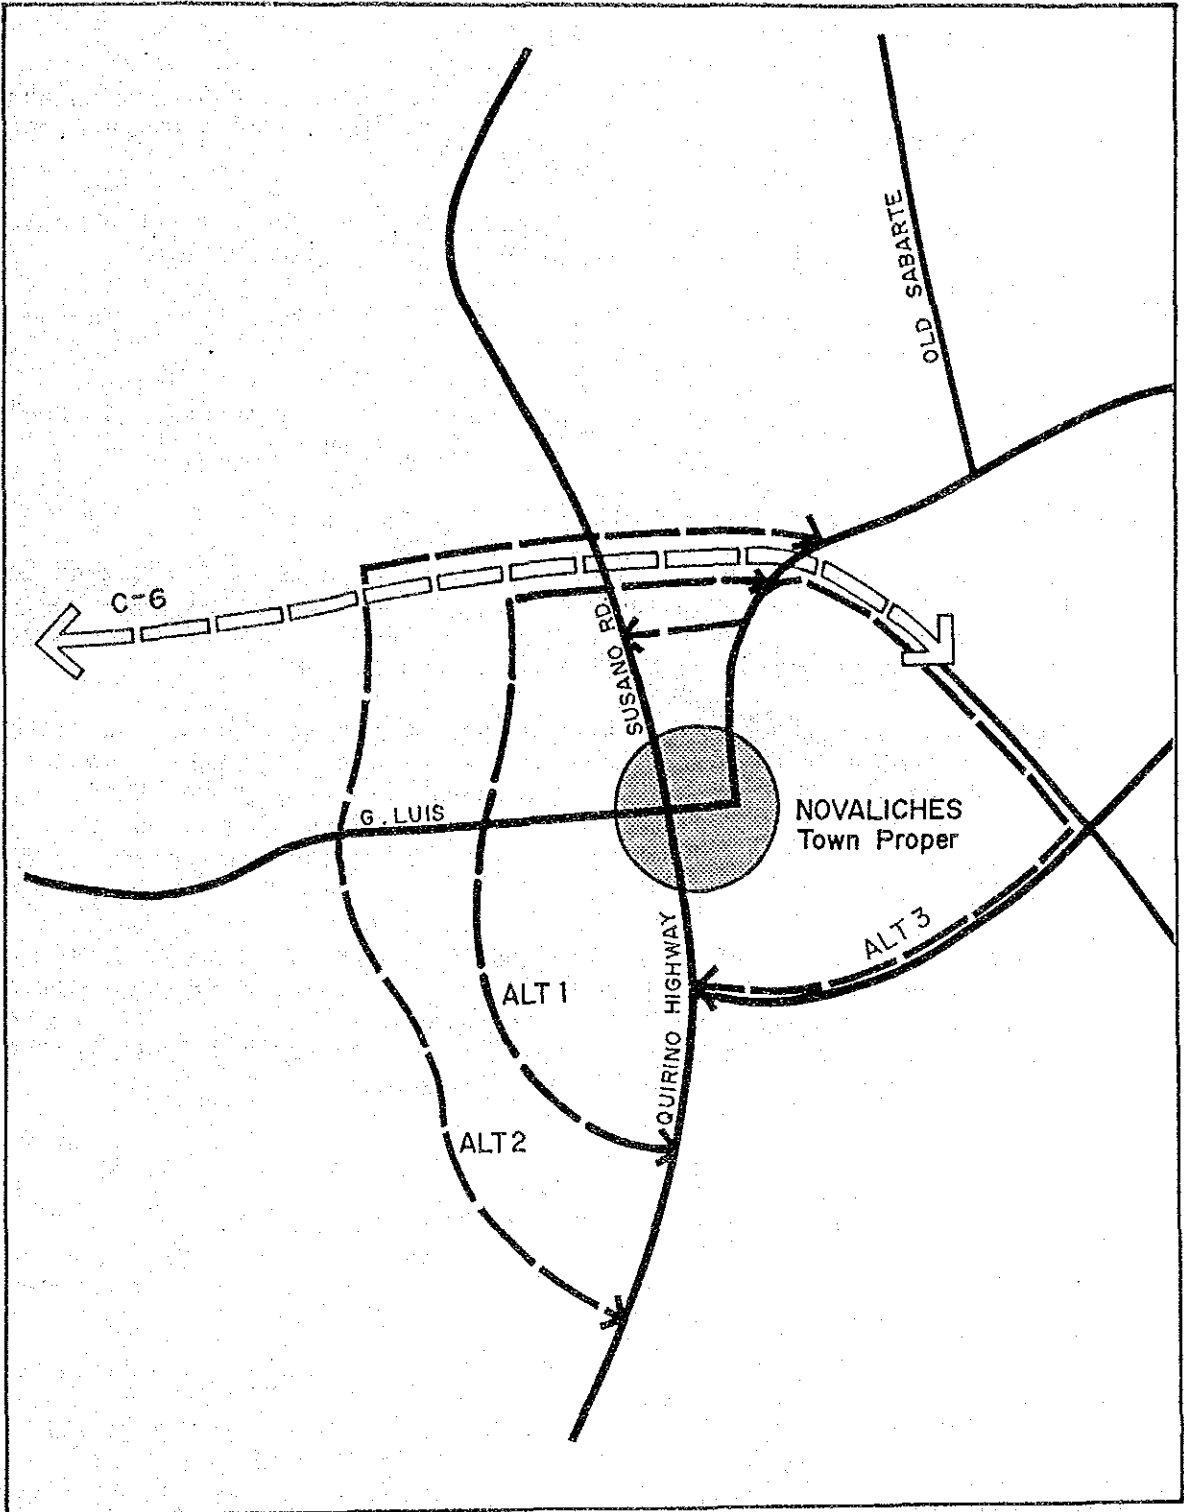 OLD SABARTE
C-6
SUSANO RD.
G. LUIS
NOVALICHES
Town Proper
QUIRINO HIGHWAY
ALT 3
ALT 1
ALT 2